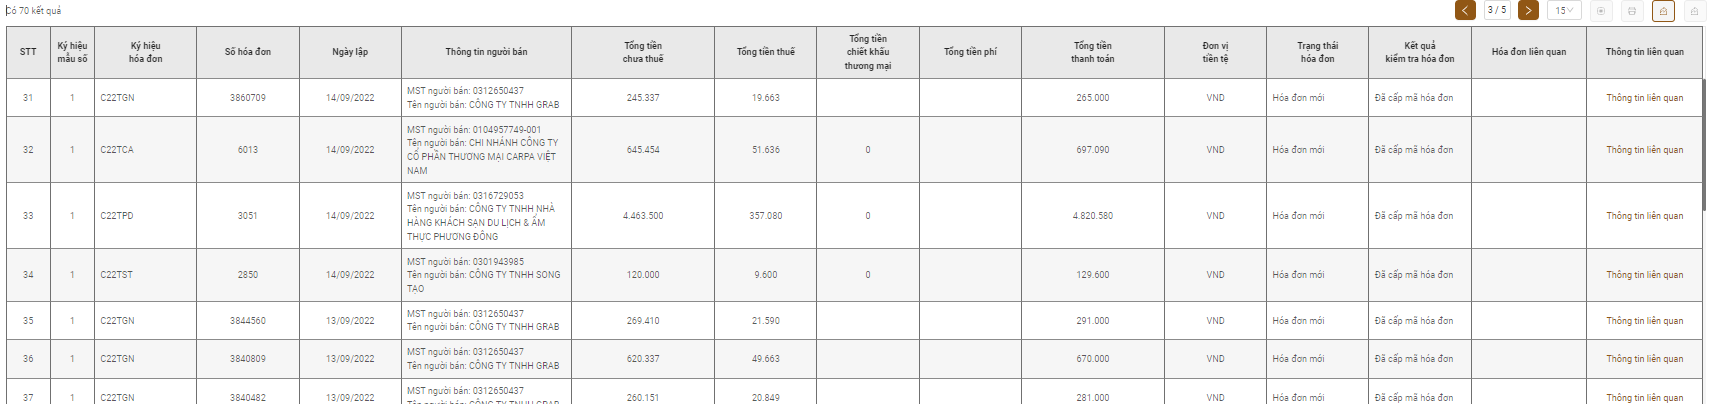 Có 70 kết quả
3 / 5
15
STT
Ký hiệu
mẫu số
Ký hiệu
hóa đơn
Số hóa đơn
Ngày lập
Thông tin người bán
Tổng tiền
chưa thuế
Tổng tiền thuế
Tổng tiền
chiết khấu
thương mại
Tổng tiền phí
Tổng tiền
thanh toán
Đơn vị
tiền tệ
Trạng thái
hóa đơn
Kết quả
kiểm tra hóa đơn
Hóa đơn liên quan
Thông tin liên quan
31
1
C22TGN
3860709
14/09/2022
MST người bán: 0312650437
Tên người bán: CÔNG TY TNHH GRAB
245.337
19.663
265.000
VND
Hóa đơn mới
Đã cấp mã hóa đơn
Thông tin liên quan
32
1
C22TCA
6013
14/09/2022
MST người bán: 0104957749-001
Tên người bán: CHI NHÁNH CÔNG TY
CỔ PHẦN THƯƠNG MẠI CARPA VIỆT
NAM
645.454
51.636
0
697.090
VND
Hóa đơn mới
Đã cấp mã hóa đơn
Thông tin liên quan
33
1
C22TPD
3051
14/09/2022
MST người bán: 0316729053
Tên người bán: CÔNG TY TNHH NHÀ
HÀNG KHÁCH SẠN DU LỊCH & ẨM
THỰC PHƯƠNG ĐÔNG
4.463.500
357.080
0
4.820.580
VND
Hóa đơn mới
Đã cấp mã hóa đơn
Thông tin liên quan
34
1
C22TST
2850
14/09/2022
MST người bán: 0301943985
Tên người bán: CÔNG TY TNHH SONG
TẠO
120.000
9.600
0
129.600
VND
Hóa đơn mới
Đã cấp mã hóa đơn
Thông tin liên quan
35
1
C22TGN
3844560
13/09/2022
MST người bán: 0312650437
Tên người bán: CÔNG TY TNHH GRAB
269.410
21.590
291.000
VND
Hóa đơn mới
Đã cấp mã hóa đơn
Thông tin liên quan
36
1
C22TGN
3840809
13/09/2022
MST người bán: 0312650437
Tên người bán: CÔNG TY TNHH GRAB
620.337
49.663
670.000
VND
Hóa đơn mới
Đã cấp mã hóa đơn
Thông tin liên quan
37
1
C22TGN
3840482
13/09/2022
MST người bán: 0312650437
Tên người bán: CÔNG TY TNHH GRAB
260.151
20.849
281.000
VND
Hóa đơn mới
Đã cấp mã hóa đơn
Thông tin liên quan